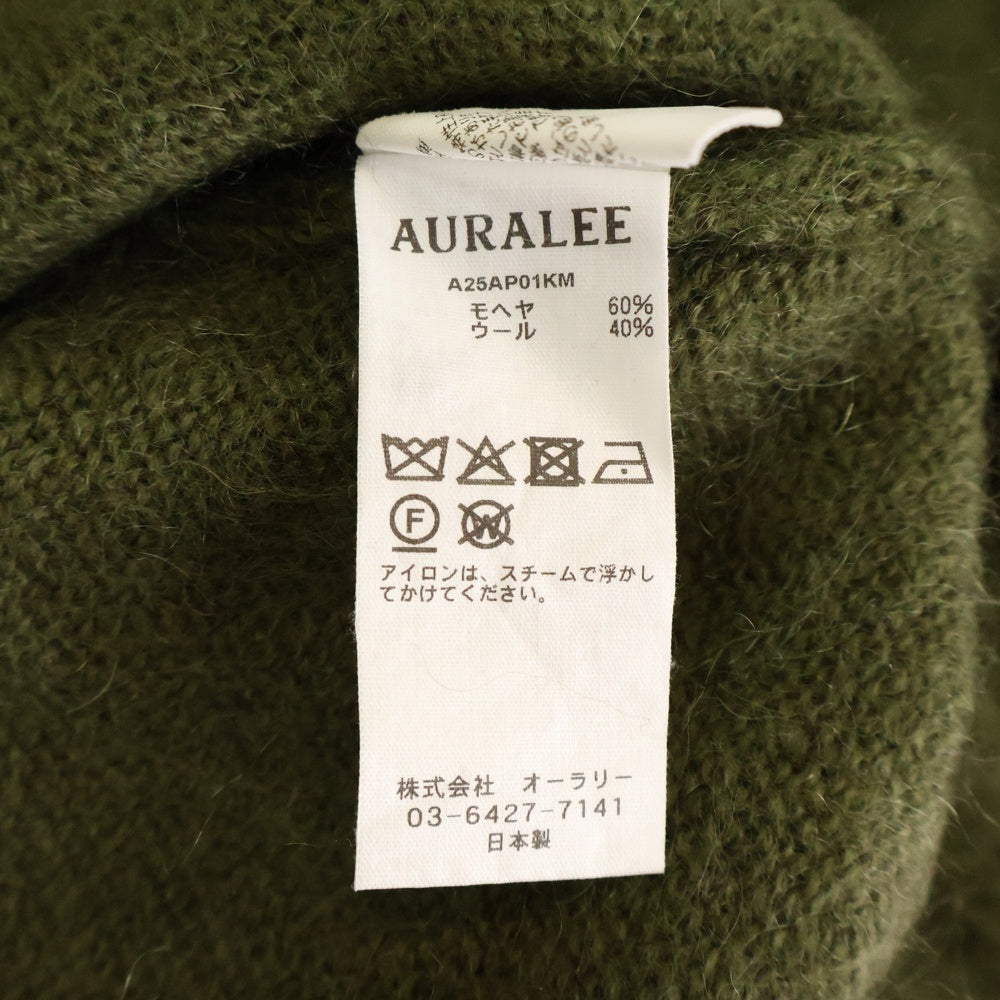 AURALEE
A25AP01KM
モヘヤ 60%
ウール 40%
F
W
アイロンは、スチームで浮かし
てかけてください。
株式会社 オーラリー
03-6427-7141
日本製